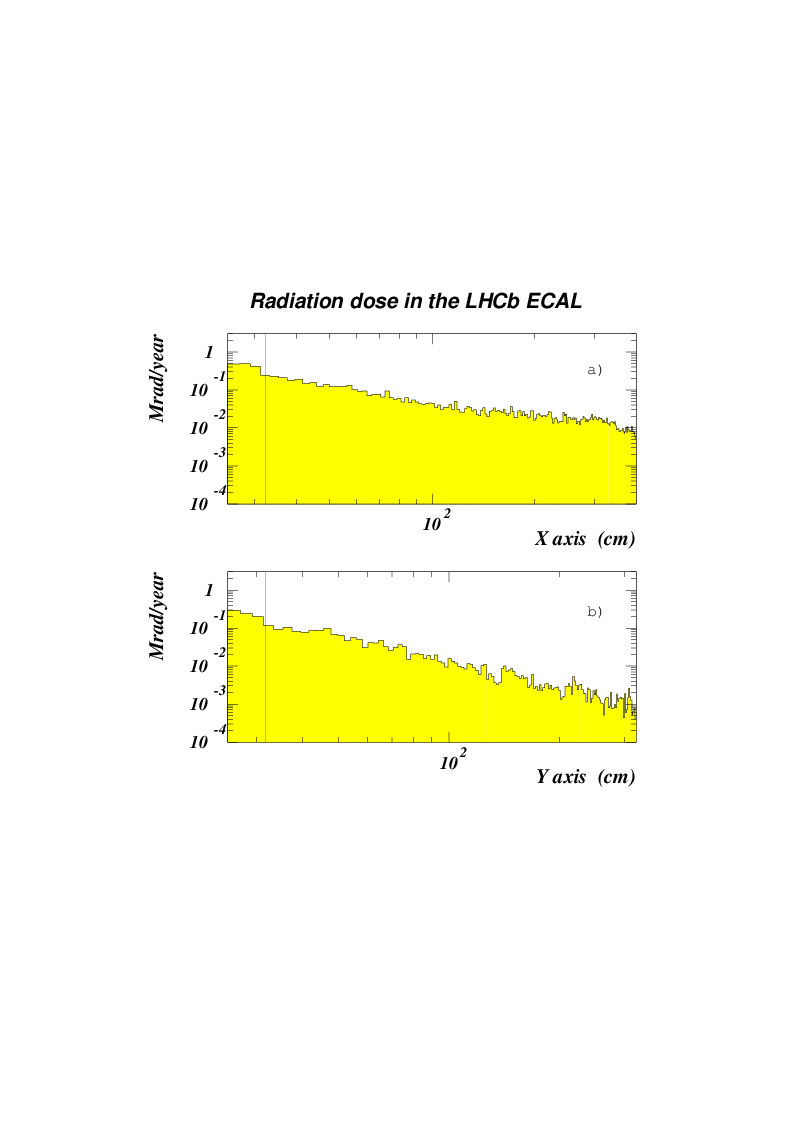 Radiation dose in the LHCb ECAL
Mrad/year
1
10 -1
10 -2
10 -3
10 -4
a)
10 2
X axis (cm)
Mrad/year
1
10 -1
10 -2
10 -3
10 -4
b)
10 2
Y axis (cm)